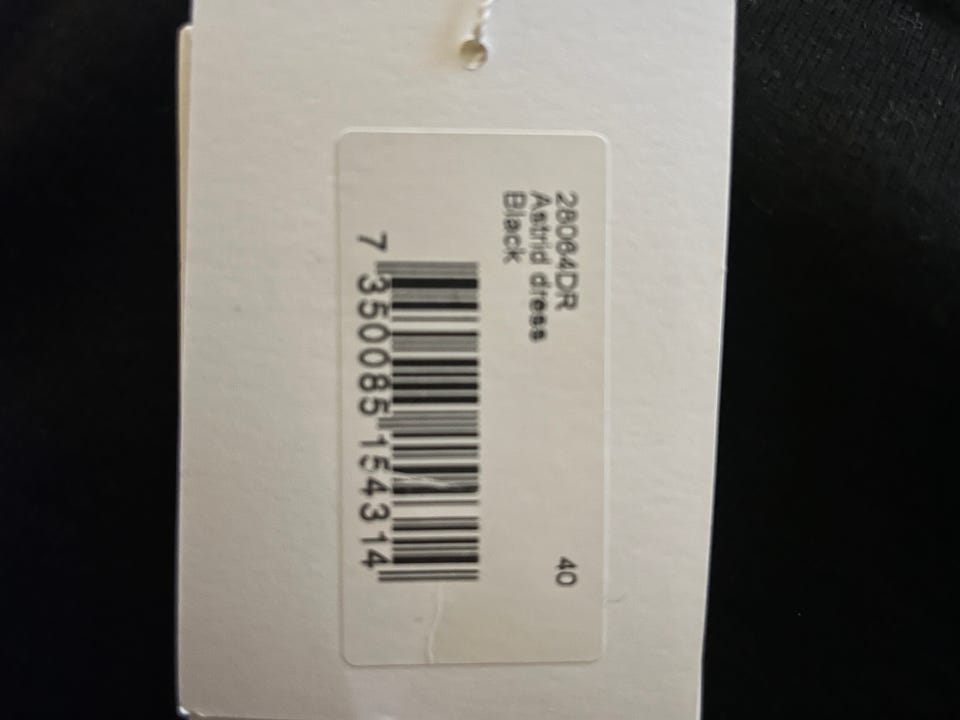 28064DR 40
Astrid dress
Black
7 350085 154314